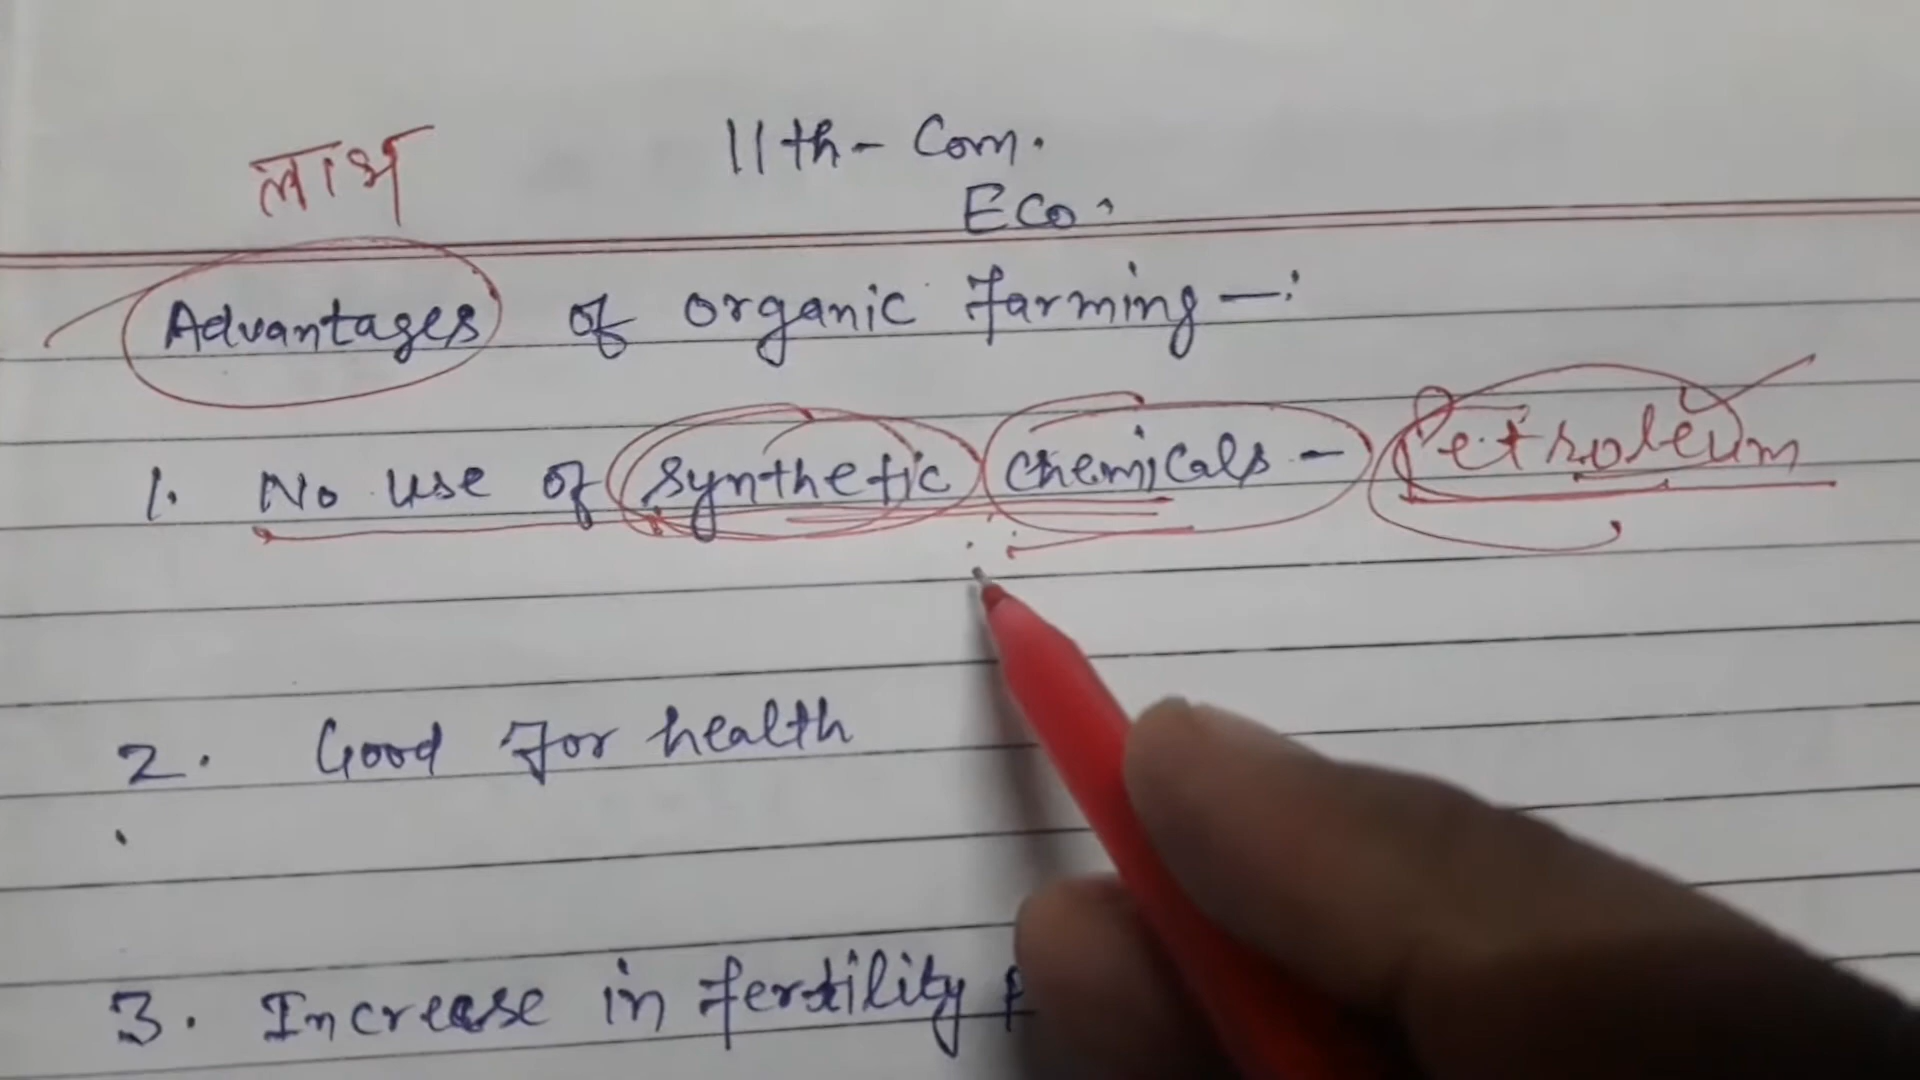 लाभ
11th - Com.
Eco.
Advantages of organic farming -:
1. No use of synthetic chemicals - Petroleum
2. Good for health
3. Increase in fertility